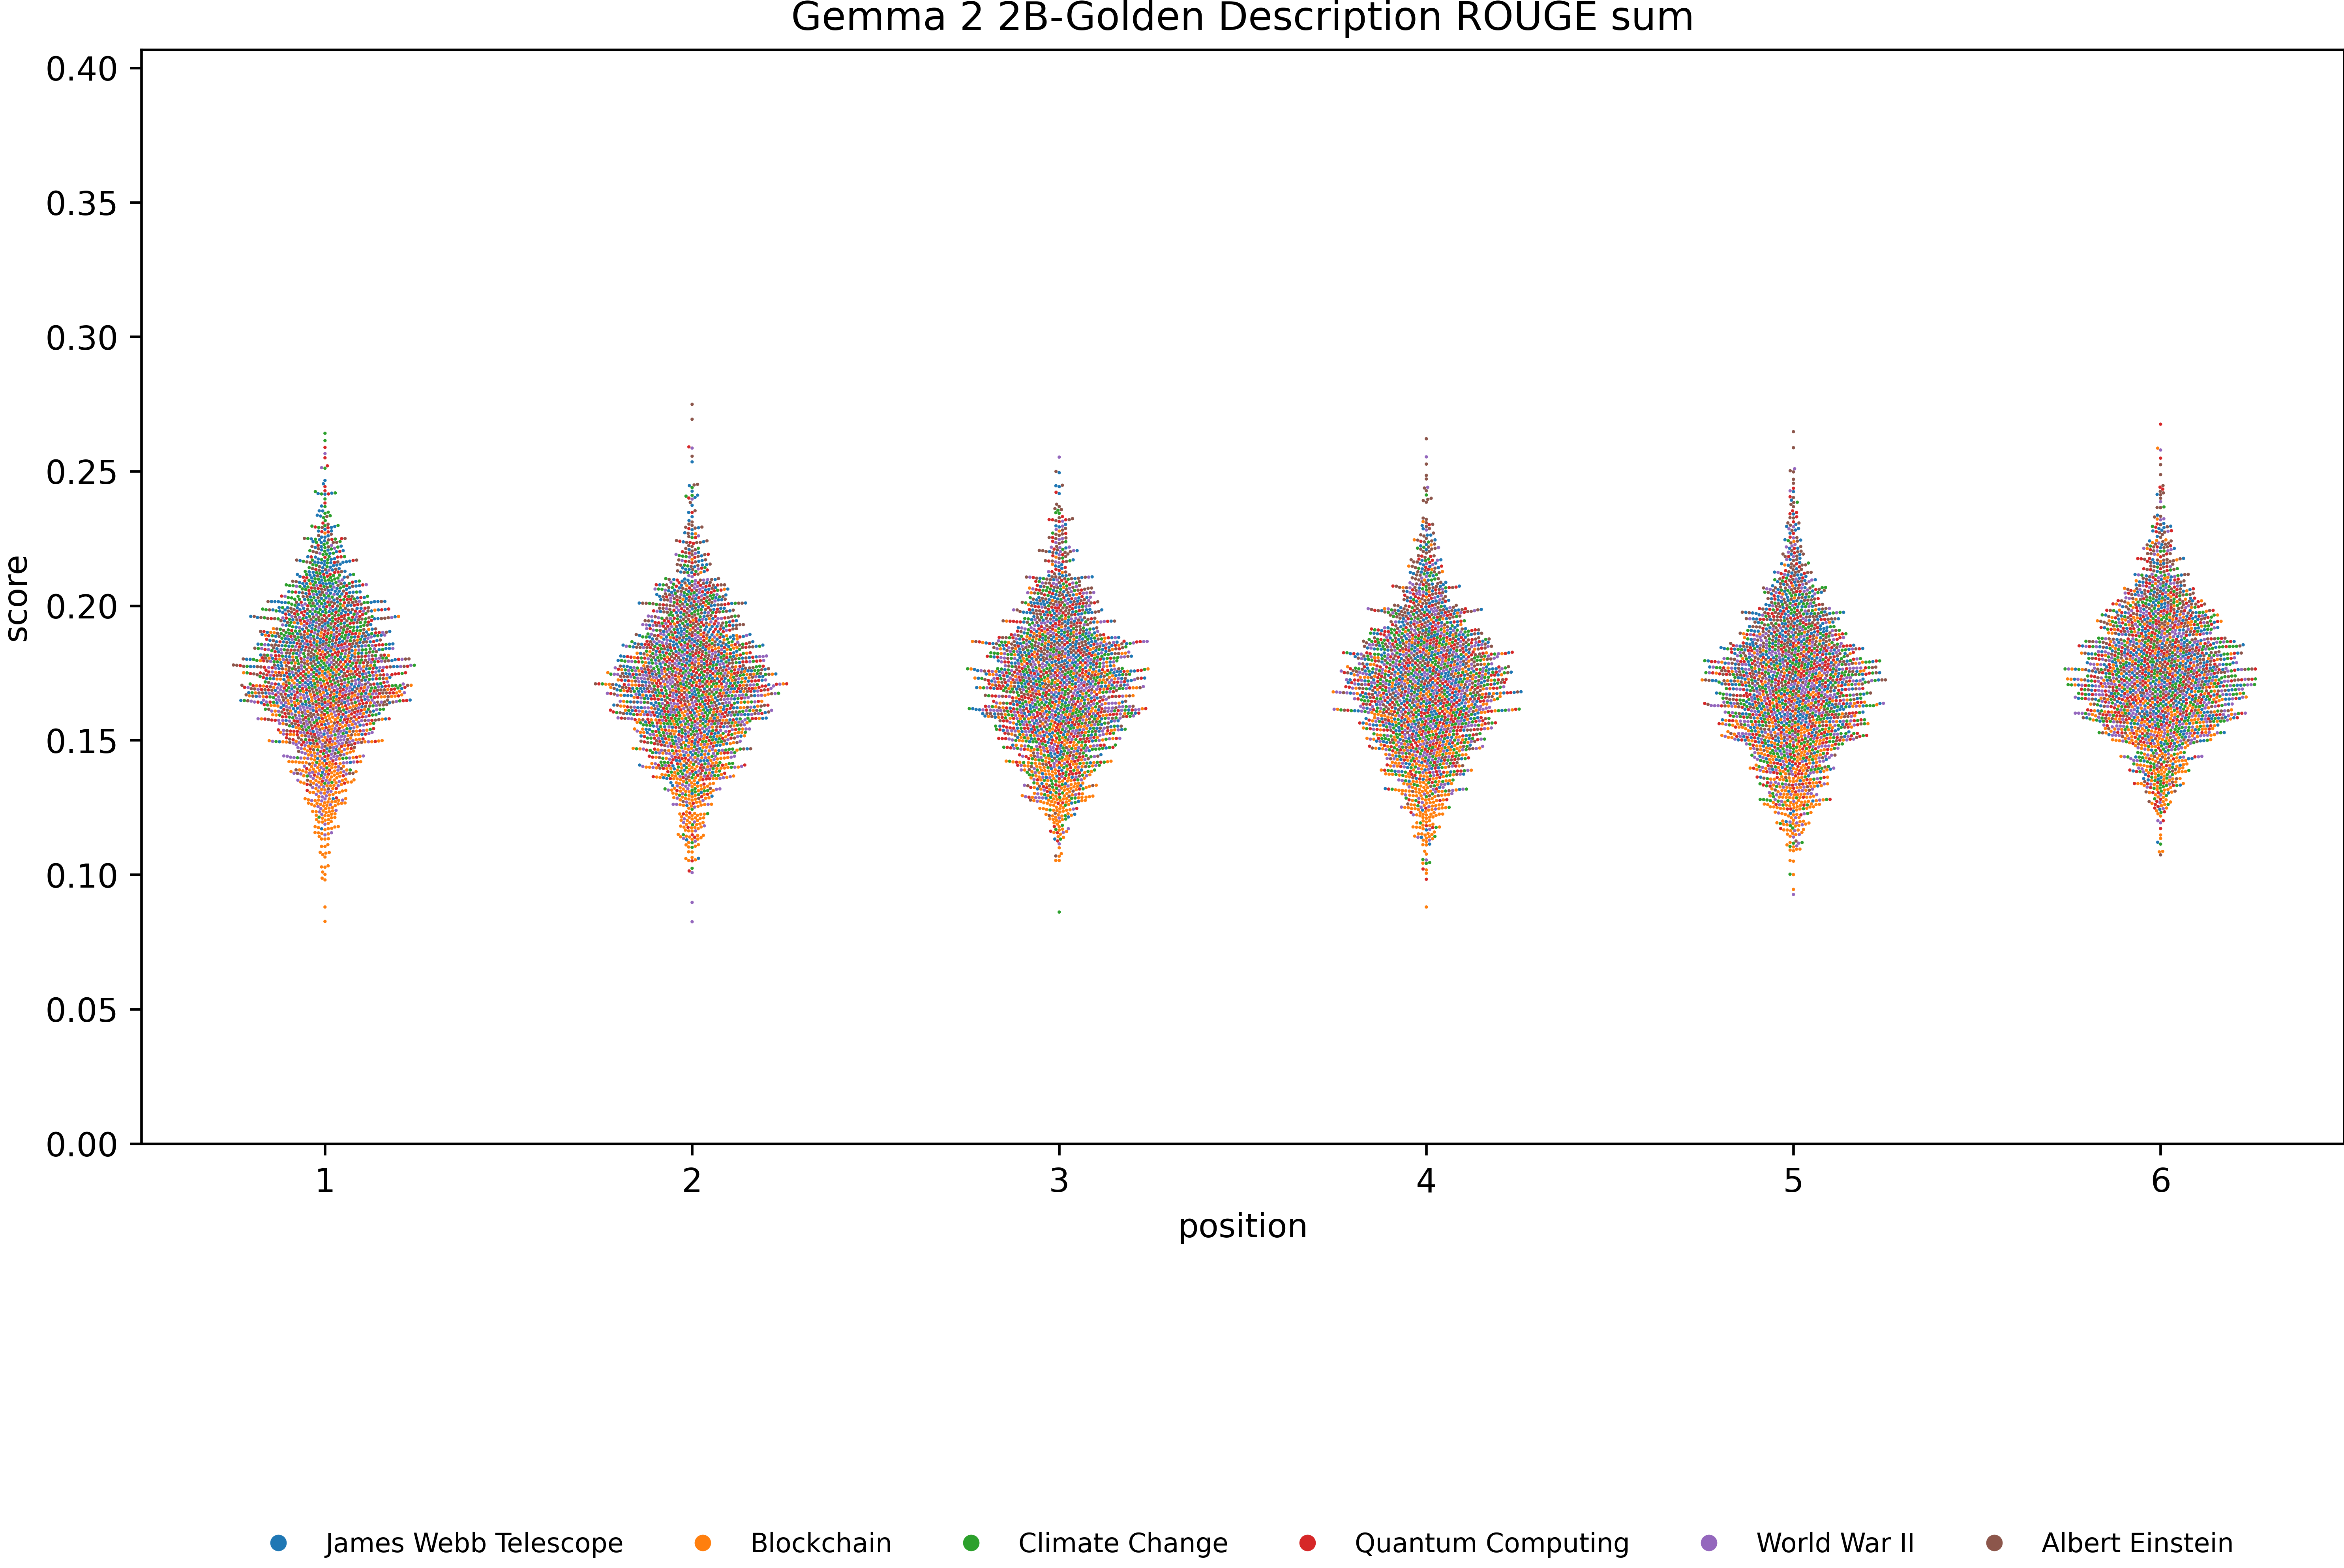 Gemma 2 2B-Golden Description ROUGE sum
0.40
0.35
0.30
0.25
0.20
0.15
0.10
0.05
0.00
score
1 2 3 4 5 6
position
James Webb Telescope Blockchain Climate Change Quantum Computing World War II Albert Einstein